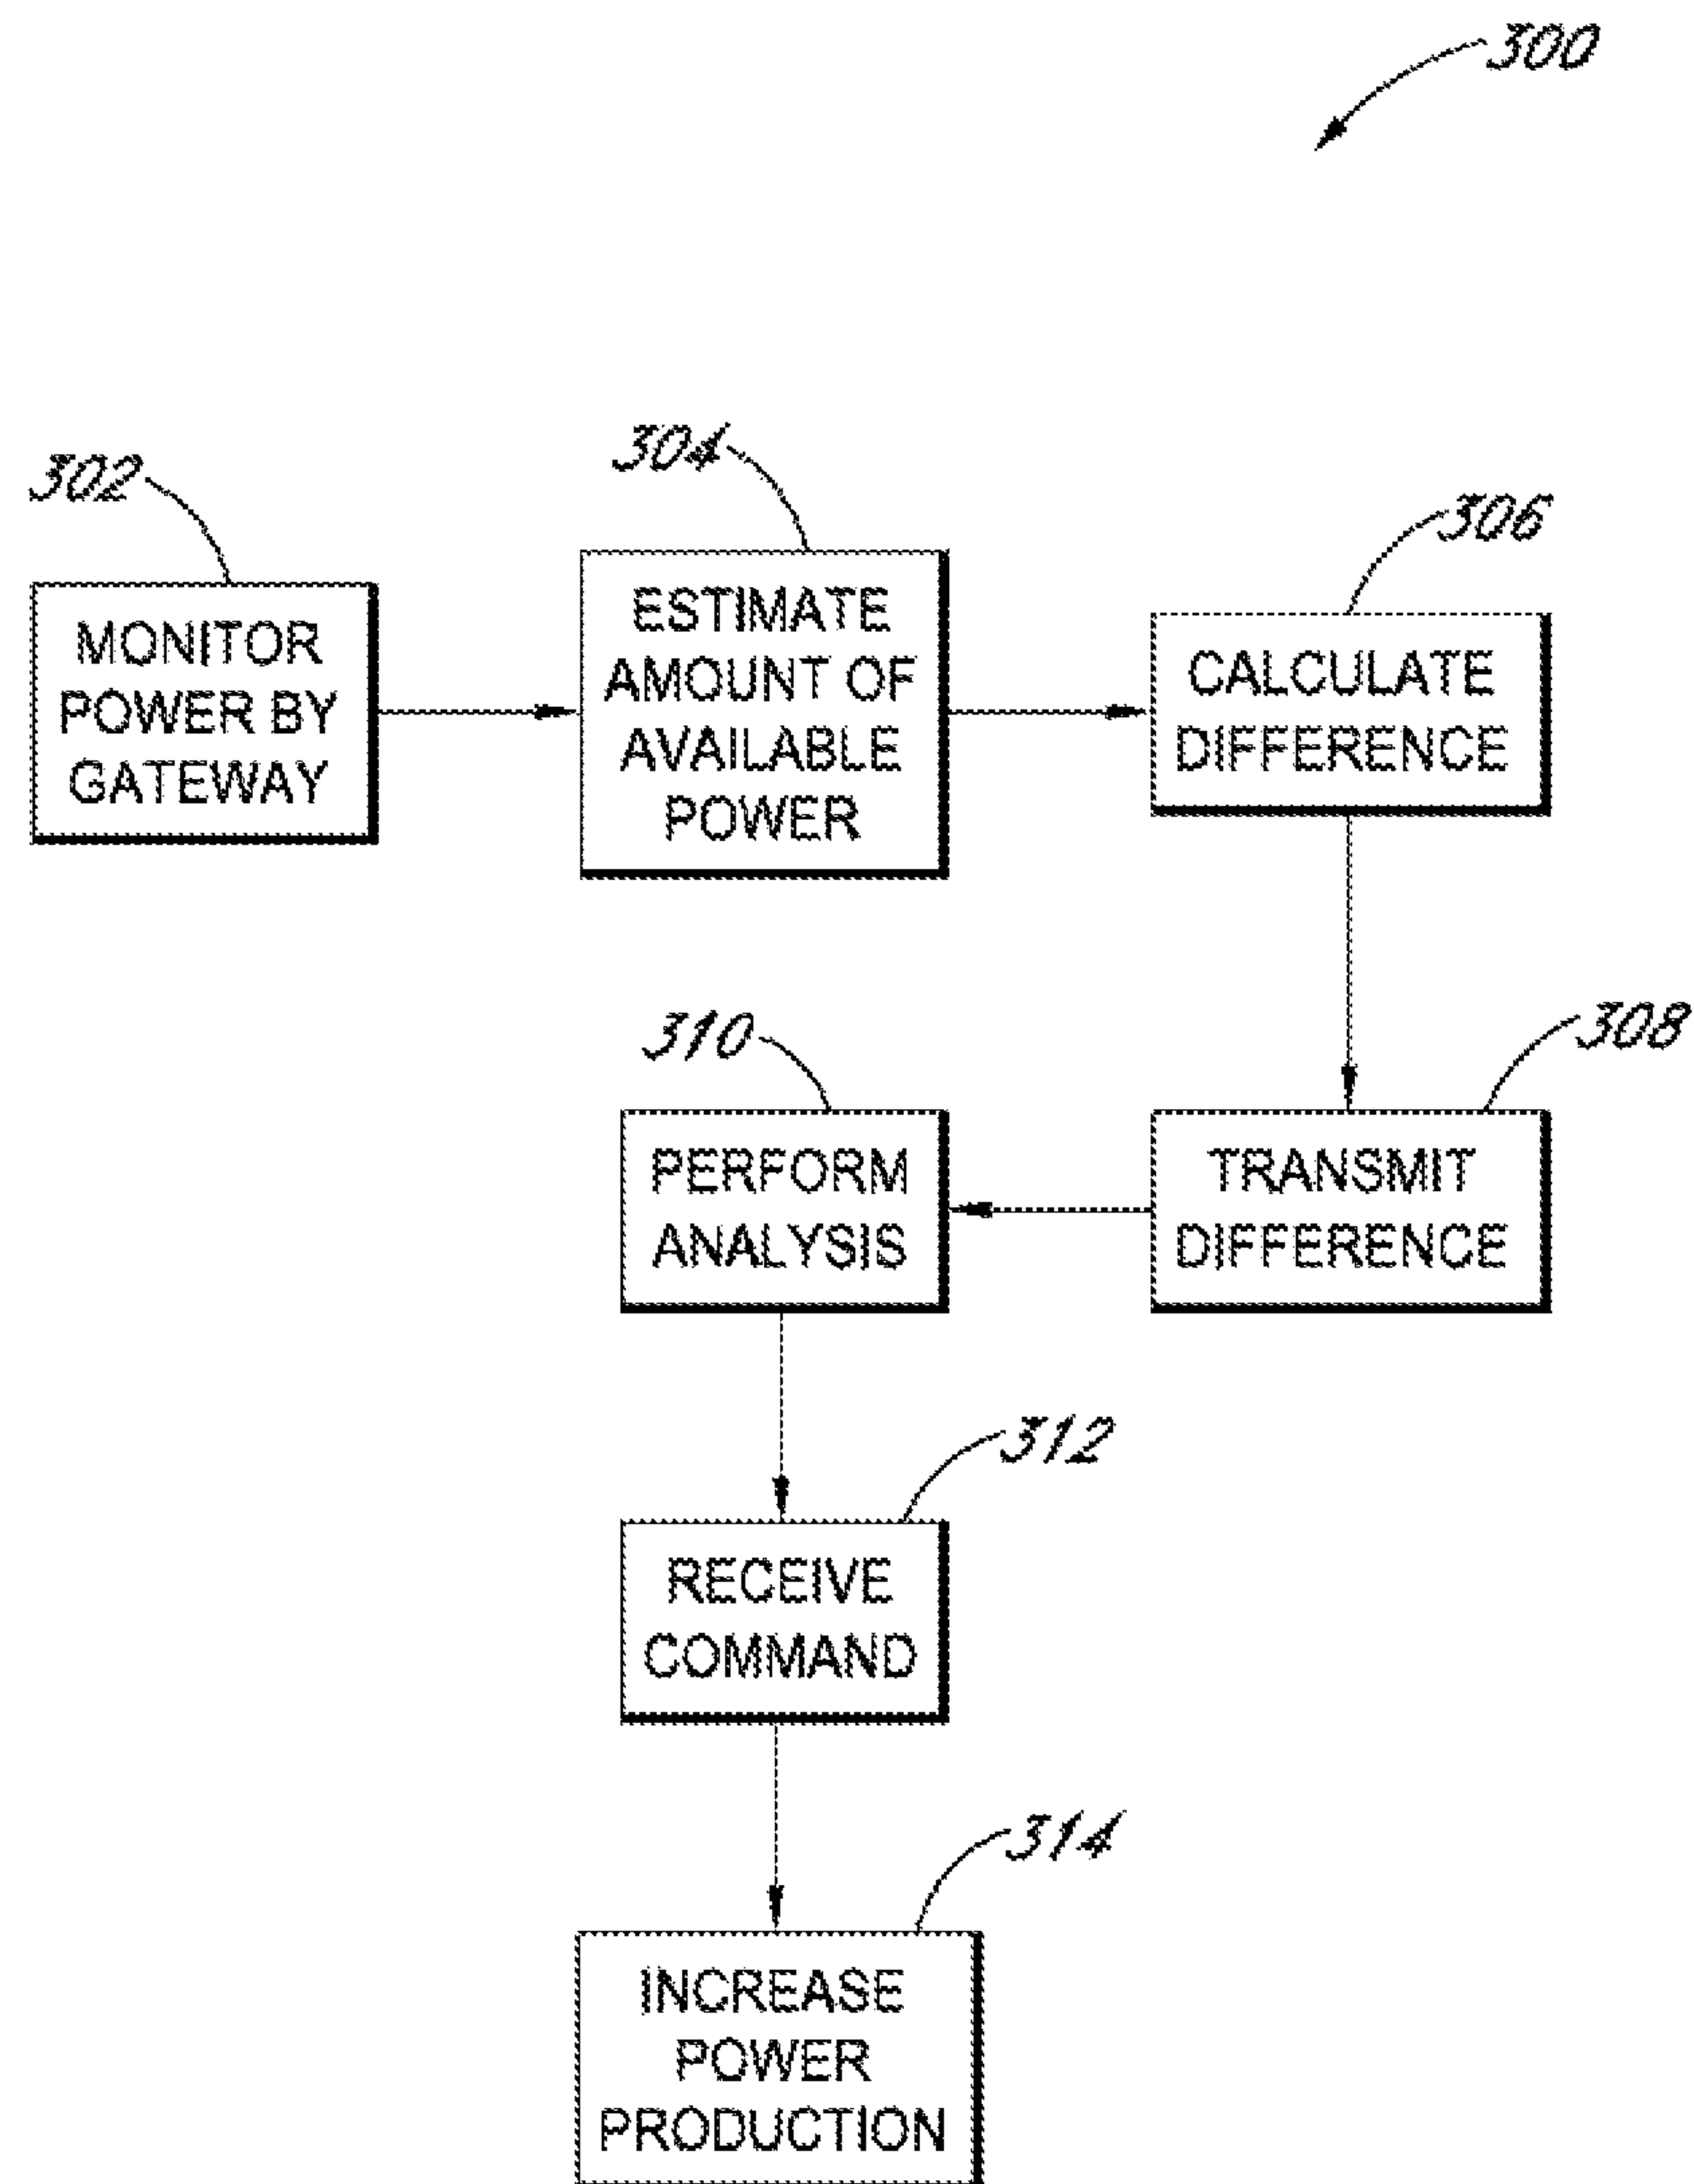 300
302
MONITOR
POWER BY
GATEWAY
304
ESTIMATE
AMOUNT OF
AVAILABLE
POWER
306
CALCULATE
DIFFERENCE
308
TRANSMIT
DIFFERENCE
310
PERFORM
ANALYSIS
312
RECEIVE
COMMAND
314
INCREASE
POWER
PRODUCTION